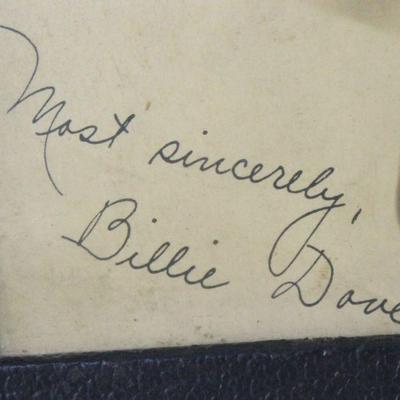 Most sincerely,
Billie Dove